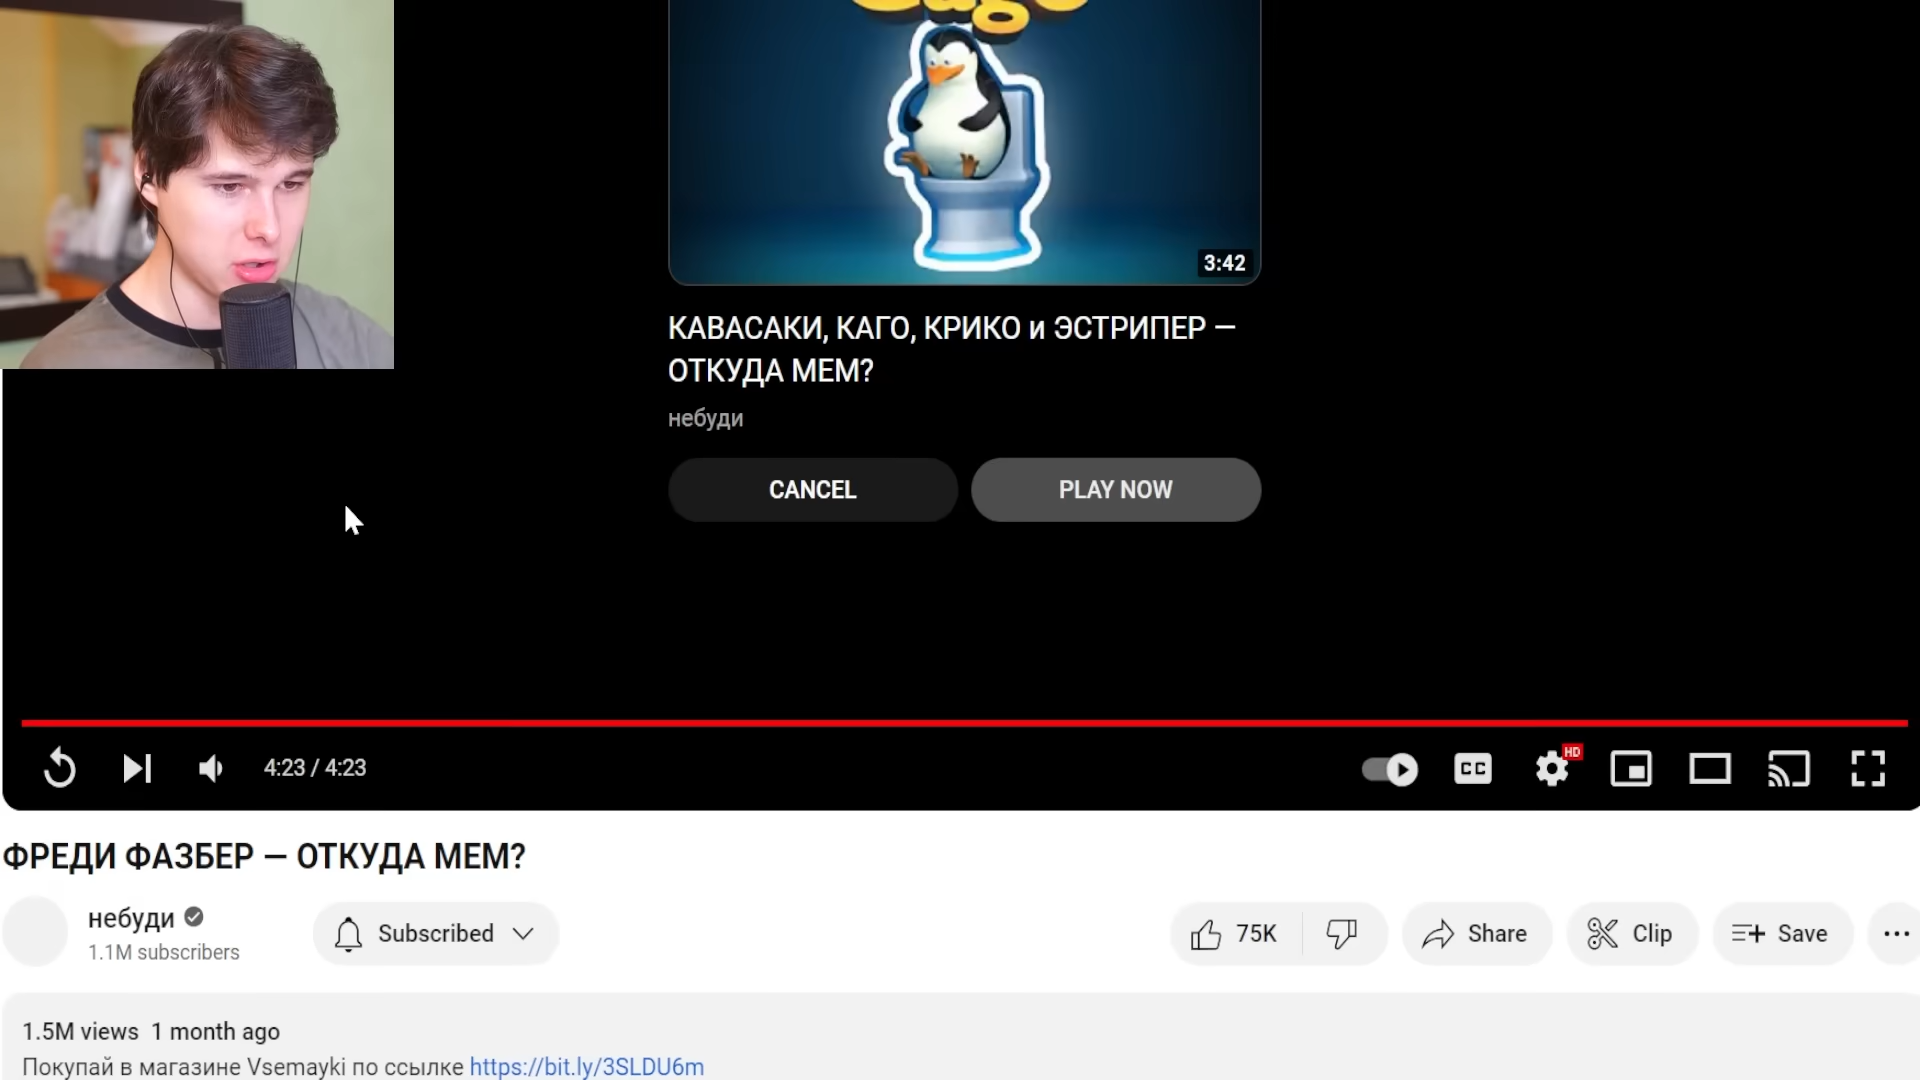 3:42
КАВАСАКИ, КАГО, КРИКО и ЭСТРИПЕР —
ОТКУДА МЕМ?
небуди
CANCEL
PLAY NOW
4:23 / 4:23
CC
HD
ФРЕДИ ФАЗБЕР — ОТКУДА МЕМ?
небуди
1.1M subscribers
Subscribed
75K
Share
Clip
Save
1.5M views 1 month ago
Покупай в магазине Vsemayki по ссылке https://bit.ly/3SLDU6m